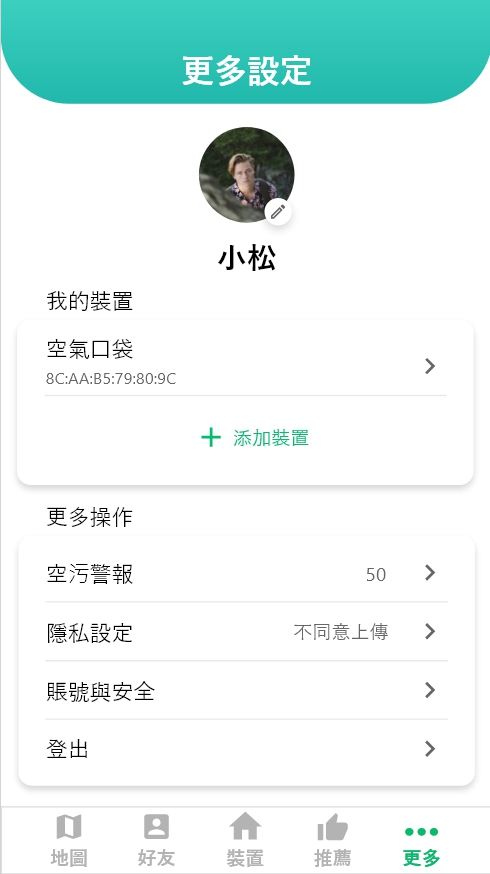 更多設定
小松
我的裝置
空氣口袋
8C:AA:B5:79:80:9C
添加裝置
更多操作
空污警報 50
隱私設定 不同意上傳
賬號與安全
登出
地圖 好友 裝置 推薦 更多